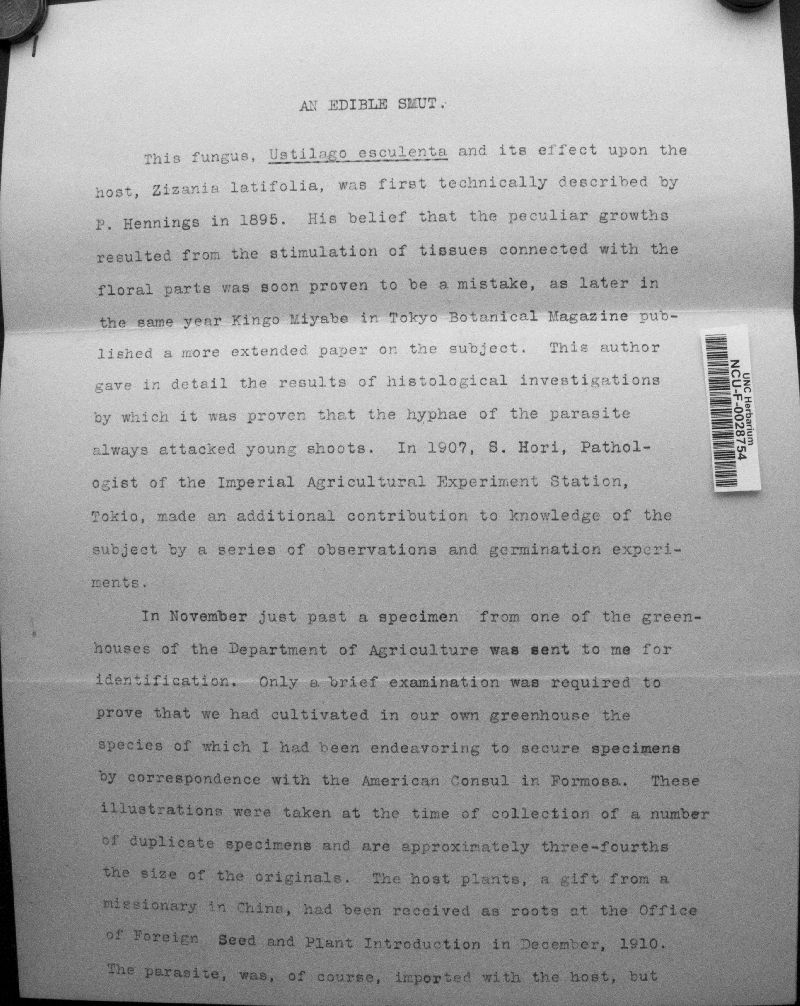 AN EDIBLE SMUT.
This fungus, Ustilago esculenta and its effect upon the
host, Zizania latifolia, was first technically described by
P. Hennings in 1895. His belief that the peculiar growths
resulted from the stimulation of tissues connected with the
floral parts was soon proven to be a mistake, as later in
the same year Kingo Miyabe in Tokyo Botanical Magazine pub-
lished a more extended paper on the subject. This author
gave in detail the results of histological investigations
by which it was proven that the hyphae of the parasite
always attacked young shoots. In 1907, S. Hori, Pathol-
ogist of the Imperial Agricultural Experiment Station,
Tokio, made an additional contribution to knowledge of the
subject by a series of observations and germination experi-
ments.
In November just past a specimen from one of the green-
houses of the Department of Agriculture was sent to me for
identification. Only a brief examination was required to
prove that we had cultivated in our own greenhouse the
species of which I had been endeavoring to secure specimens
by correspondence with the American Consul in Formosa. These
illustrations were taken at the time of collection of a number
of duplicate specimens and are approximately three-fourths
the size of the originals. The host plants, a gift from a
missionary in China, had been received as roots at the Office
of Foreign Seed and Plant Introduction in December, 1910.
The parasite, was, of course, imported with the host, but
UNC Herbarium
NCU-F-0028754